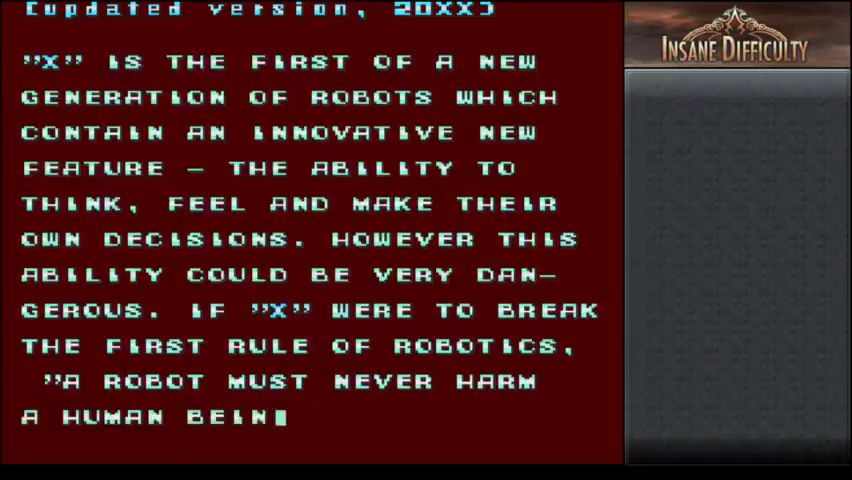 [updated version, 20XX]
"X" IS THE FIRST OF A NEW
GENERATION OF ROBOTS WHICH
CONTAIN AN INNOVATIVE NEW
FEATURE – THE ABILITY TO
THINK, FEEL AND MAKE THEIR
OWN DECISIONS. HOWEVER THIS
ABILITY COULD BE VERY DAN–
GEROUS. IF "X" WERE TO BREAK
THE FIRST RULE OF ROBOTICS,
"A ROBOT MUST NEVER HARM
A HUMAN BEIN
INSANE DIFFICULTY